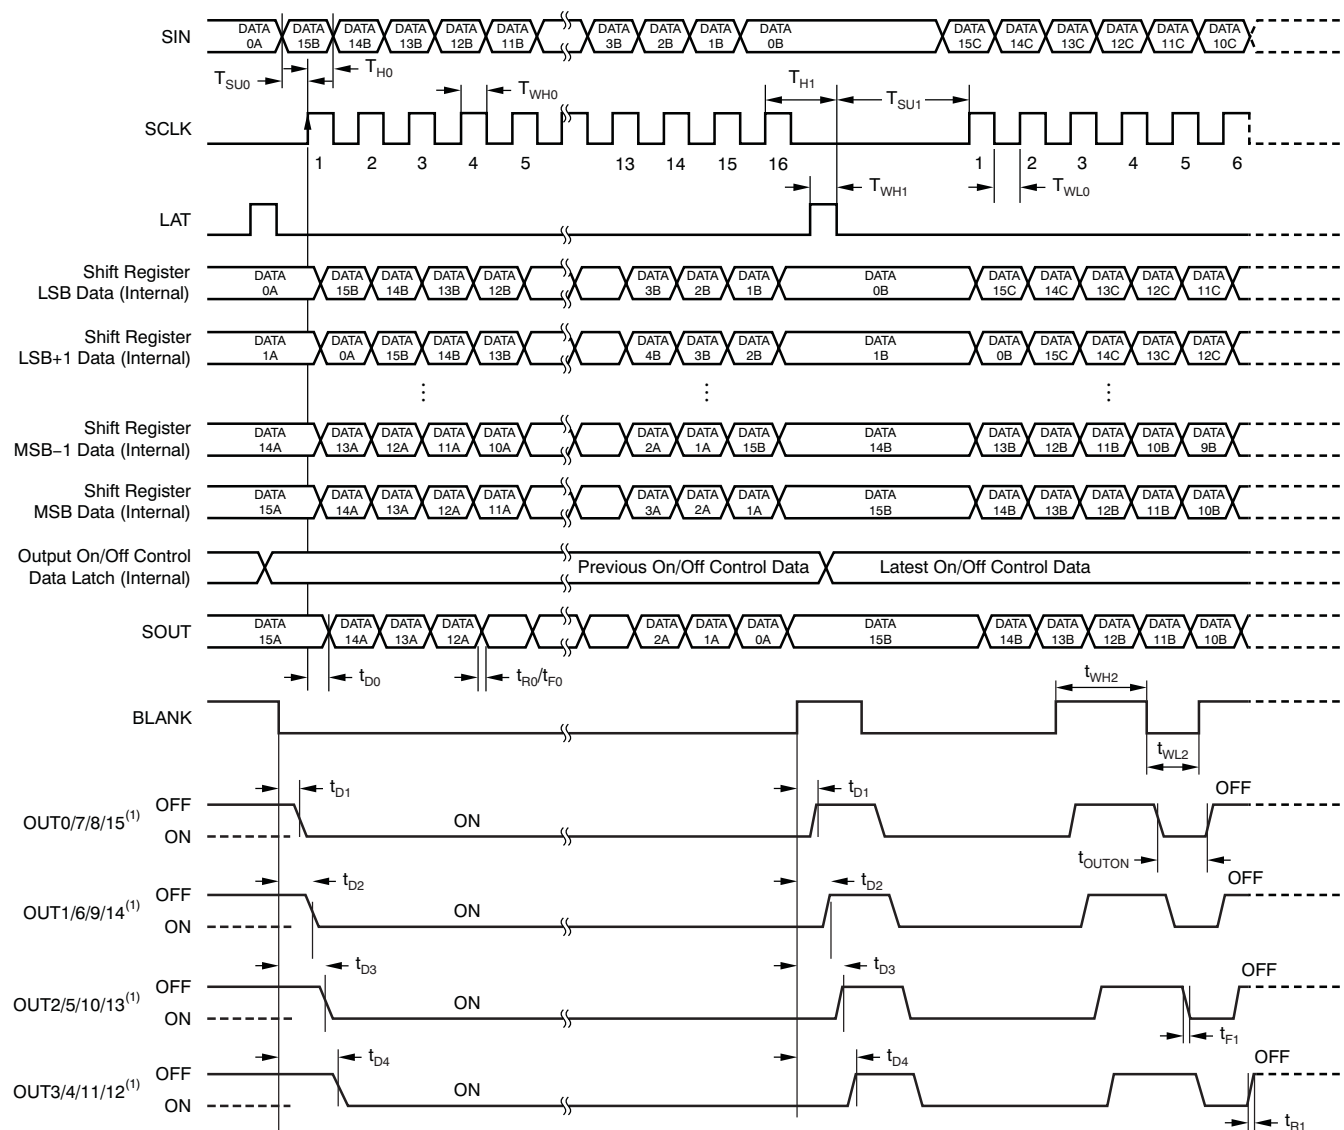 SIN DATA 0A DATA 15B DATA 14B DATA 13B DATA 12B DATA 11B DATA 3B DATA 2B DATA 1B DATA 0B DATA 15C DATA 14C DATA 13C DATA 12C DATA 11C DATA 10C
TSU0 TH0 TWH0 TH1 TSU1
SCLK
1 2 3 4 5 13 14 15 16 1 2 3 4 5 6
TWH1 TWL0
LAT
Shift Register LSB Data (Internal) DATA 0A DATA 15B DATA 14B DATA 13B DATA 12B DATA 3B DATA 2B DATA 1B DATA 0B DATA 15C DATA 14C DATA 13C DATA 12C DATA 11C
Shift Register LSB+1 Data (Internal) DATA 1A DATA 0A DATA 15B DATA 14B DATA 13B DATA 4B DATA 3B DATA 2B DATA 1B DATA 0B DATA 15C DATA 14C DATA 13C DATA 12C
⋮ ⋮ ⋮
Shift Register MSB−1 Data (Internal) DATA 14A DATA 13A DATA 12A DATA 11A DATA 10A DATA 2A DATA 1A DATA 15B DATA 14B DATA 13B DATA 12B DATA 11B DATA 10B DATA 9B
Shift Register MSB Data (Internal) DATA 15A DATA 14A DATA 13A DATA 12A DATA 11A DATA 3A DATA 2A DATA 1A DATA 15B DATA 14B DATA 13B DATA 12B DATA 11B DATA 10B
Output On/Off Control Data Latch (Internal) Previous On/Off Control Data Latest On/Off Control Data
SOUT DATA 15A DATA 14A DATA 13A DATA 12A DATA 2A DATA 1A DATA 0A DATA 15B DATA 14B DATA 13B DATA 12B DATA 11B DATA 10B
tD0 tR0/tF0 tWH2
BLANK
tWL2
tD1 tD1 OFF
OUT0/7/8/15(1) OFF ON ON
tOUTON
tD2 tD2 OFF
OUT1/6/9/14(1) OFF ON ON
tD3 tD3 OFF
OUT2/5/10/13(1) OFF ON ON
tF1
tD4 tD4 OFF
OUT3/4/11/12(1) OFF ON ON
tR1